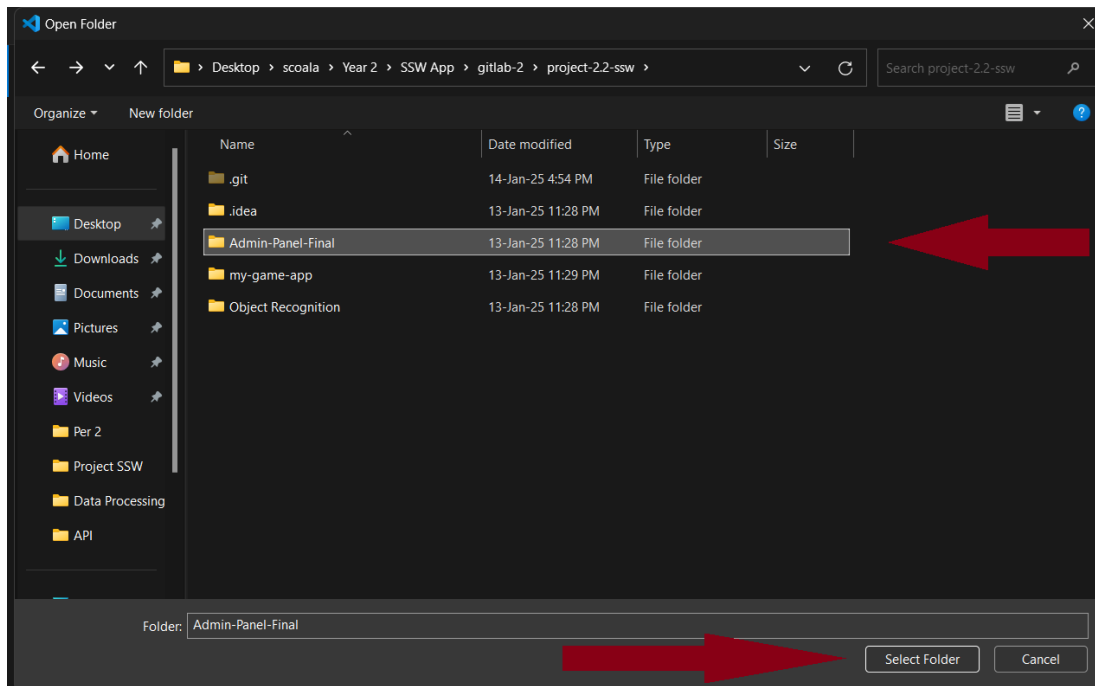 Open Folder
Desktop > scoala > Year 2 > SSW App > gitlab-2 > project-2.2-ssw >
Search project-2.2-ssw
Organize New folder
Name Date modified Type Size
Home
Desktop
Downloads
Documents
Pictures
Music
Videos
Per 2
Project SSW
Data Processing
API
.git 14-Jan-25 4:54 PM File folder
.idea 13-Jan-25 11:28 PM File folder
Admin-Panel-Final 13-Jan-25 11:28 PM File folder
my-game-app 13-Jan-25 11:29 PM File folder
Object Recognition 13-Jan-25 11:28 PM File folder
Folder: Admin-Panel-Final
Select Folder Cancel